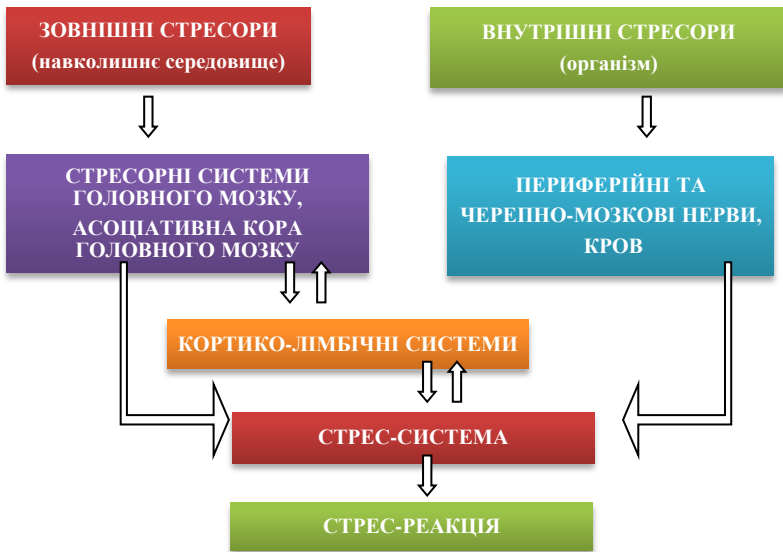 ЗОВНІШНІ СТРЕСОРИ
(навколишнє середовище)
ВНУТРІШНІ СТРЕСОРИ
(організм)
СТРЕСОРНІ СИСТЕМИ
ГОЛОВНОГО МОЗКУ,
АСОЦІАТИВНА КОРА
ГОЛОВНОГО МОЗКУ
ПЕРИФЕРІЙНІ ТА
ЧЕРЕПНО-МОЗКОВІ НЕРВИ,
КРОВ
КОРТИКО-ЛІМБІЧНІ СИСТЕМИ
СТРЕС-СИСТЕМА
СТРЕС-РЕАКЦІЯ